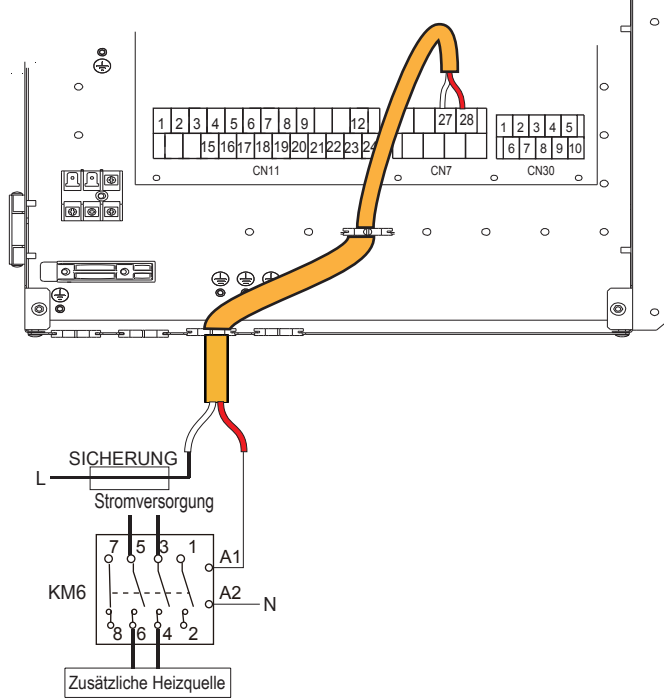 1 2 3 4 5 6 7 8 9 12 27 28 1 2 3 4 5
15 16 17 18 19 20 21 22 23 24 6 7 8 9 10
CN11 CN7 CN30
SICHERUNG
L
Stromversorgung
7 5 3 1 A1
KM6 A2 N
8 6 4 2
Zusätzliche Heizquelle